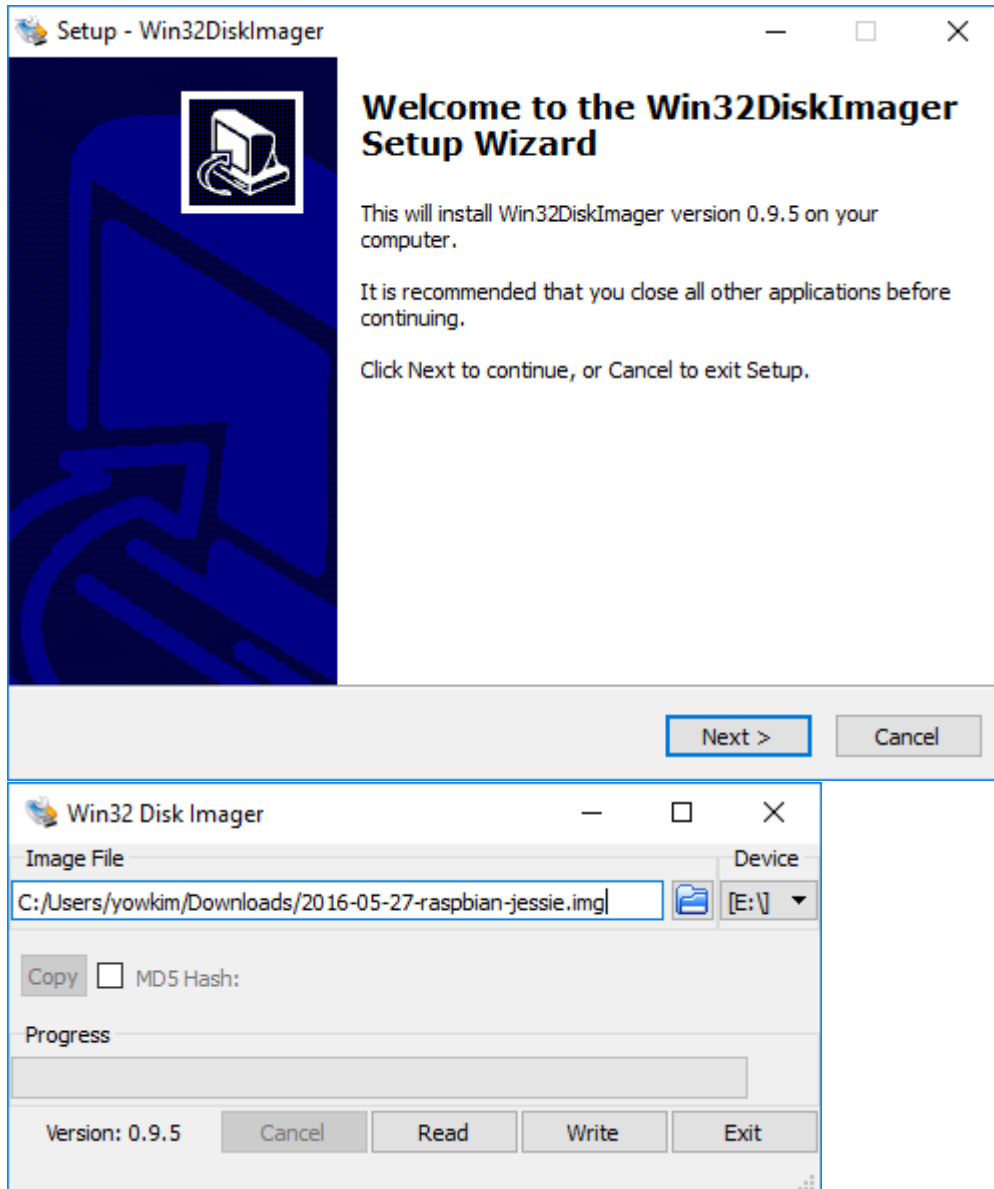 Setup - Win32DiskImager
Welcome to the Win32DiskImager
Setup Wizard
This will install Win32DiskImager version 0.9.5 on your
computer.
It is recommended that you close all other applications before
continuing.
Click Next to continue, or Cancel to exit Setup.
Next >
Cancel
Win32 Disk Imager
Image File
Device
C:/Users/yowkim/Downloads/2016-05-27-raspbian-jessie.img
[E:\]
Copy
MD5 Hash:
Progress
Version: 0.9.5
Cancel
Read
Write
Exit